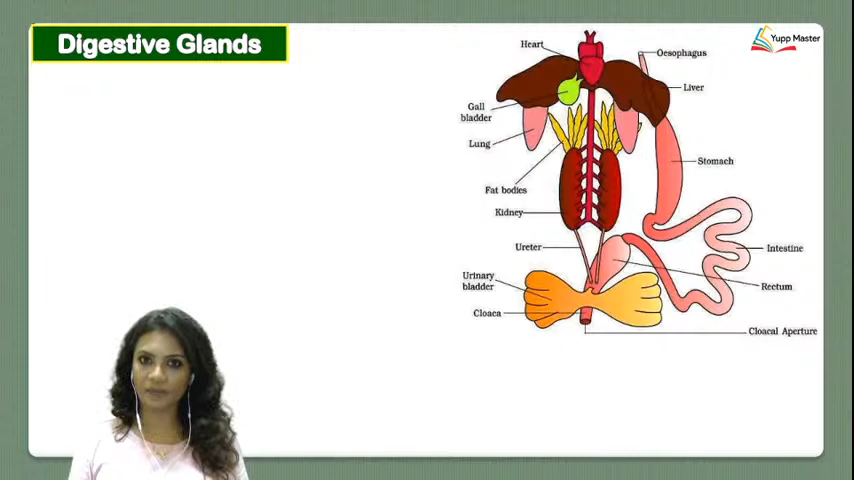 Digestive Glands
Yupp Master
Heart
Oesophagus
Liver
Gall
bladder
Lung
Stomach
Fat bodies
Kidney
Ureter
Intestine
Urinary
bladder
Rectum
Cloaca
Cloacal Aperture